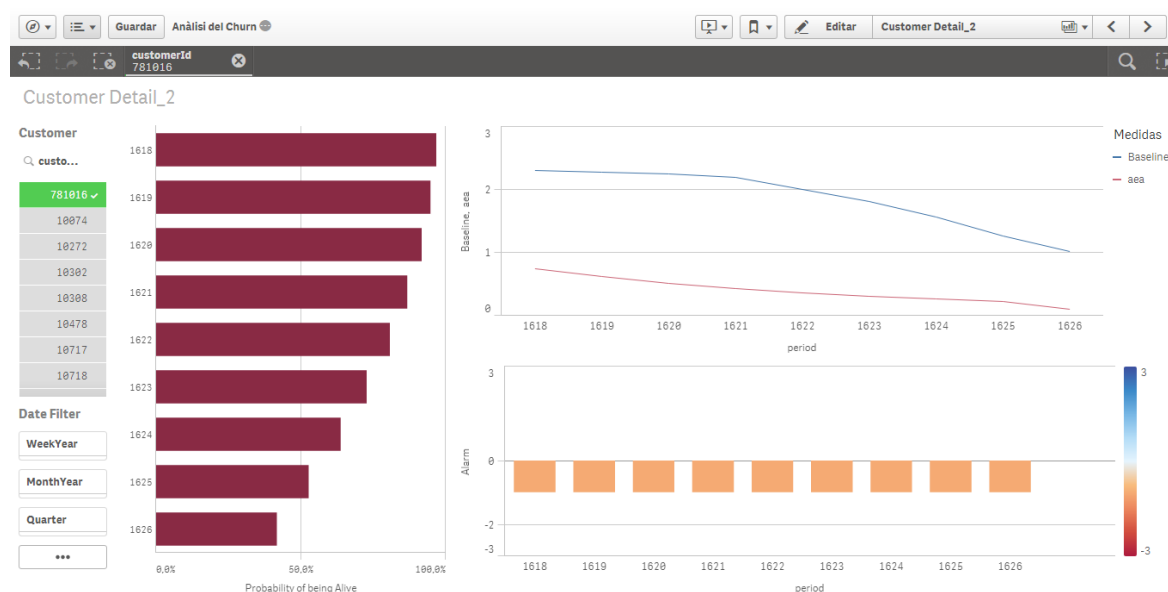 Guardar
Anàlisi del Churn
Editar
Customer Detail_2
customerId
781016
Customer Detail_2
Customer
custo...
781016
10074
10272
10302
10308
10478
10717
10718
Date Filter
WeekYear
MonthYear
Quarter
•••
1618
1619
1620
1621
1622
1623
1624
1625
1626
0,0%
50,0%
100,0%
Probability of being Alive
3
2
1
0
Baseline, aea
1618 1619 1620 1621 1622 1623 1624 1625 1626
period
Medidas
Baseline
aea
3
0
-2
-3
Alarm
1618 1619 1620 1621 1622 1623 1624 1625 1626
period
3
-3